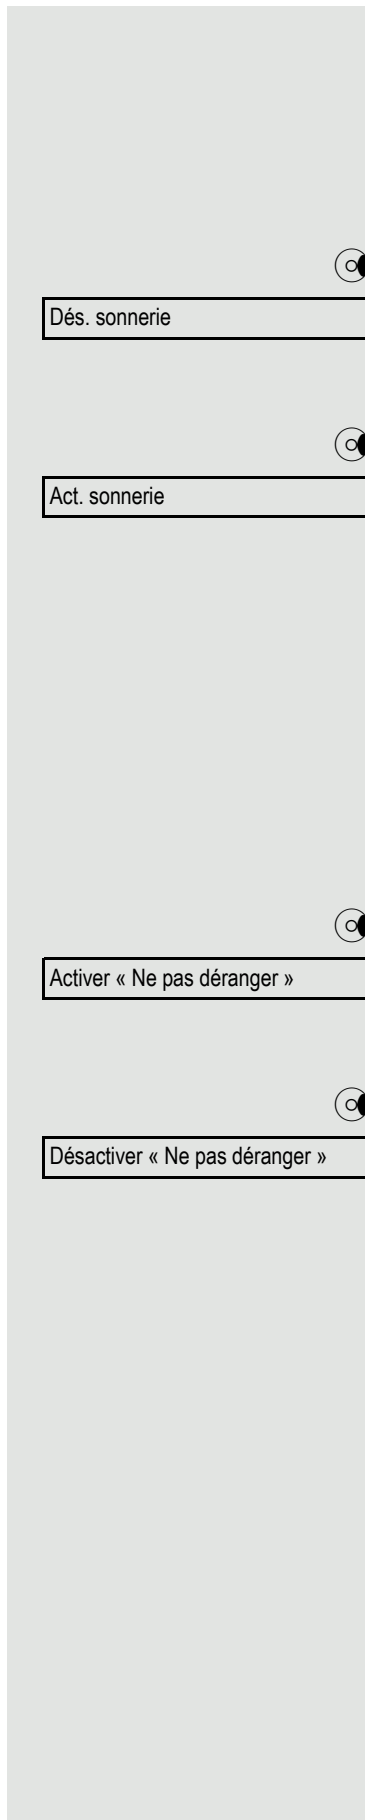 Dés. sonnerie
Act. sonnerie
Activer « Ne pas déranger »
Désactiver « Ne pas déranger »